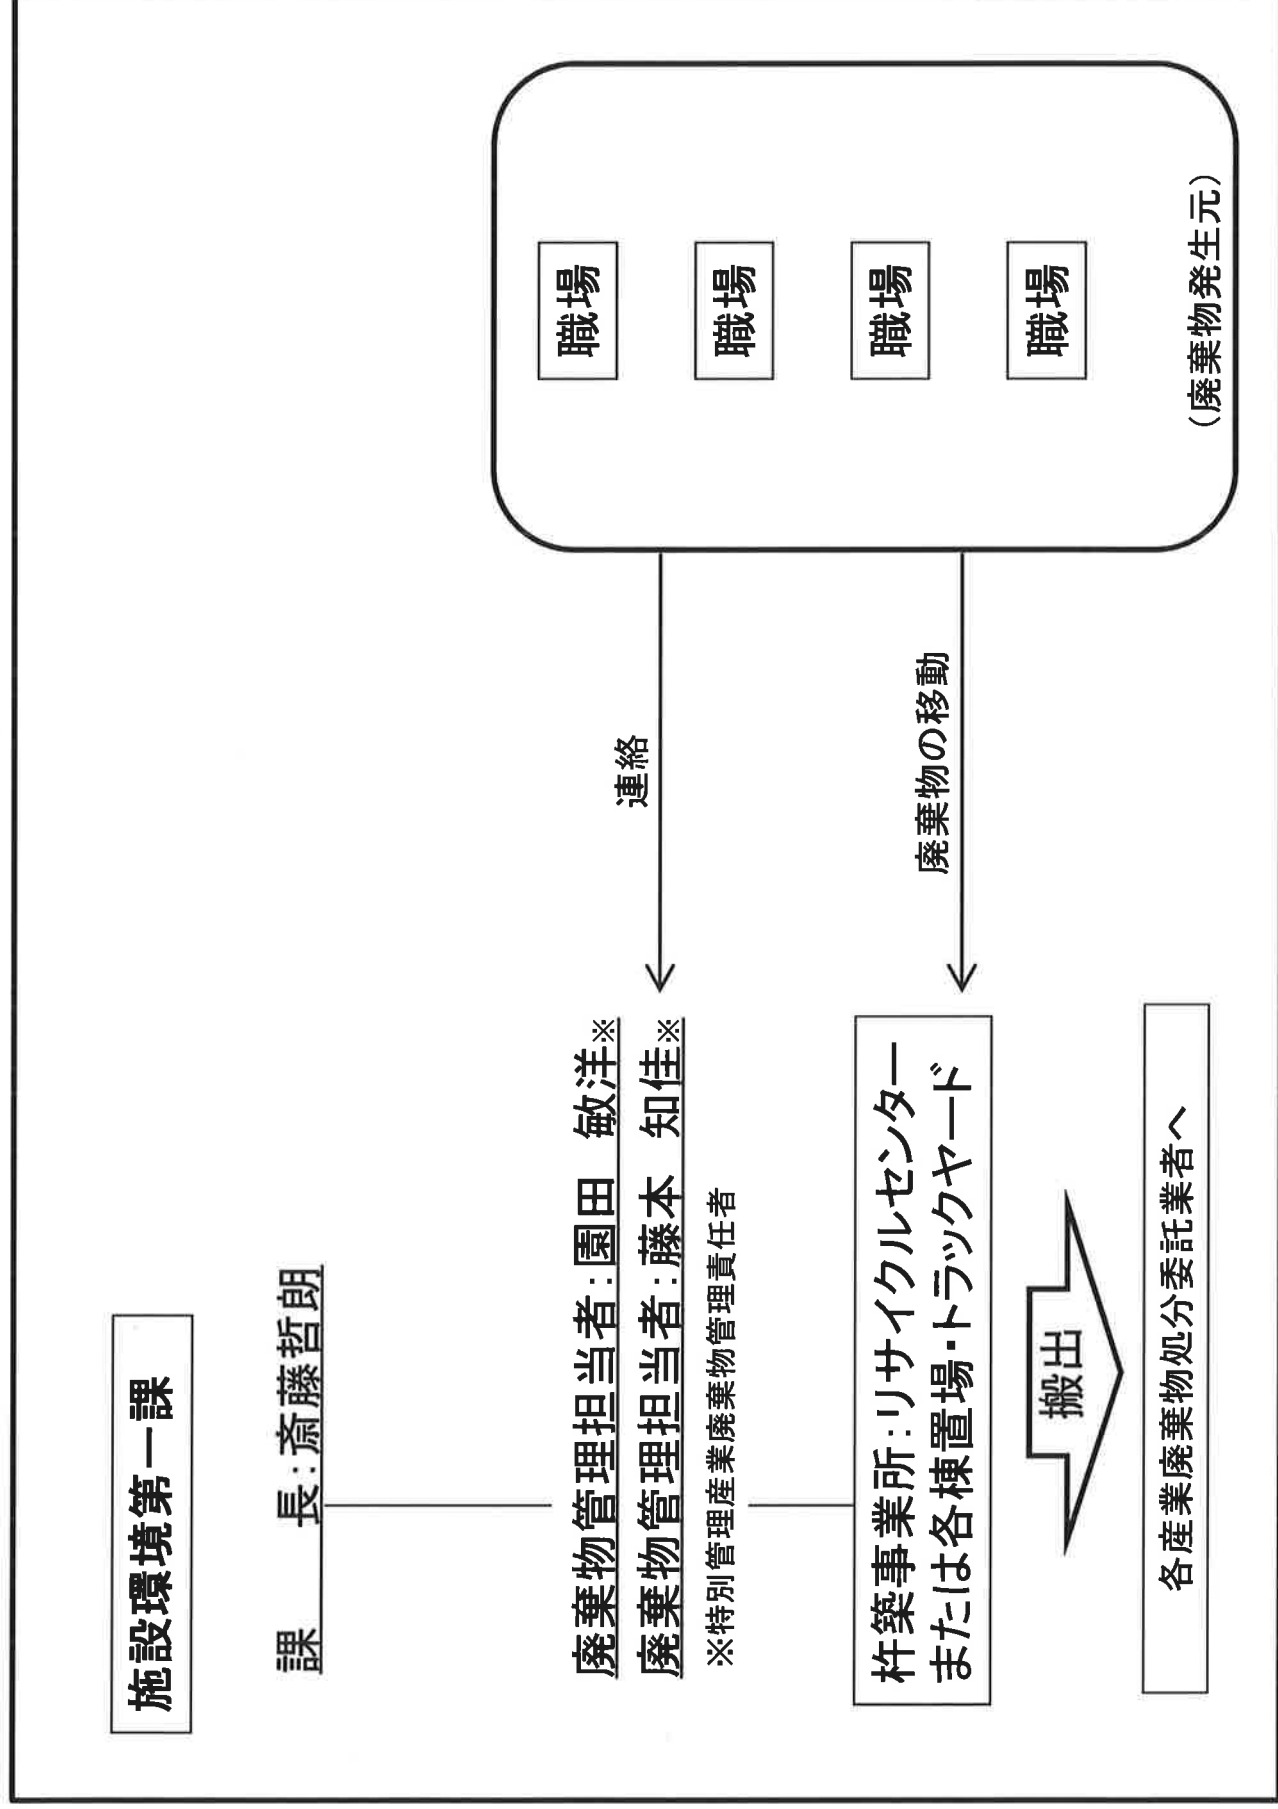 施設環境第一課
課　　長：斎藤哲朗
廃棄物管理担当者：園田　敏洋※
廃棄物管理担当者：藤本　知佳※
※特別管理産業廃棄物管理責任者
杵築事業所：リサイクルセンター
または各棟置場・トラックヤード
搬出
各産業廃棄物処分委託業者へ
連絡
廃棄物の移動
職場
職場
職場
職場
（廃棄物発生元）